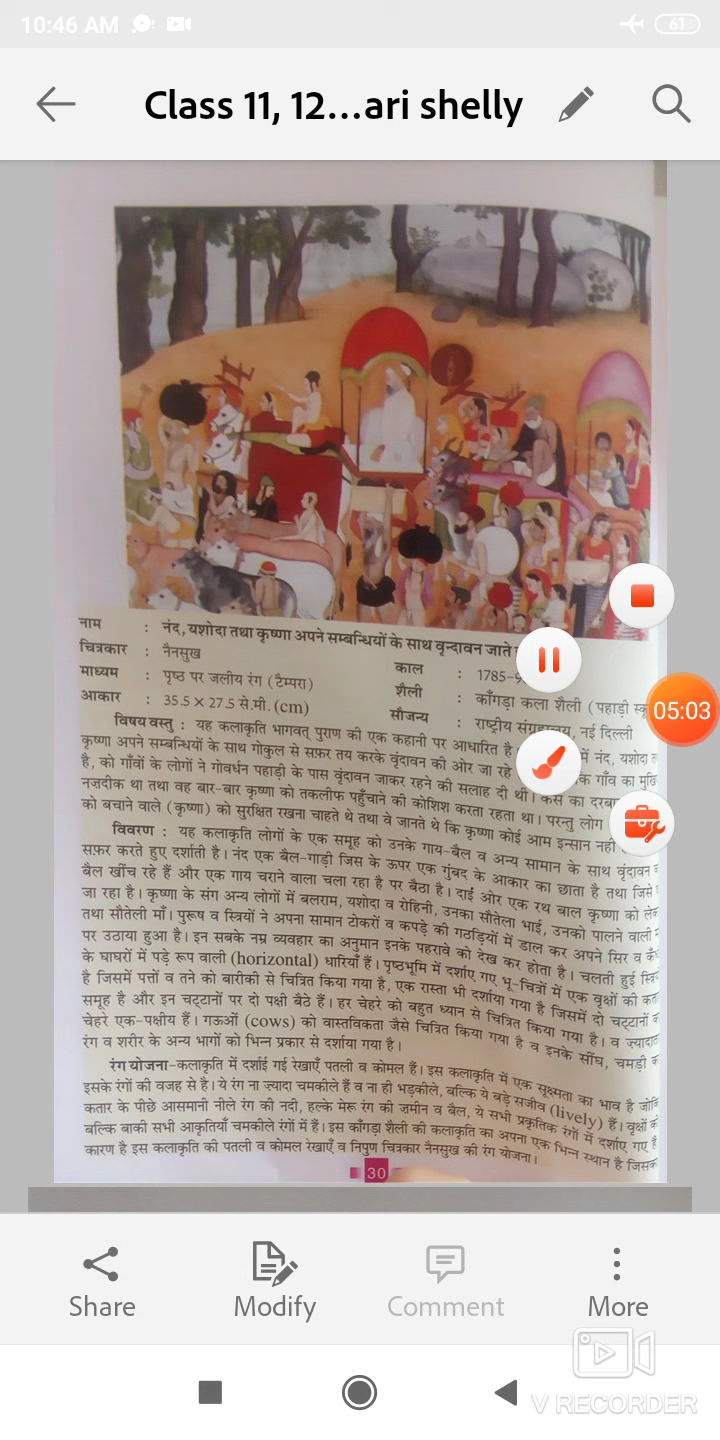 10:46 AM
61
Class 11, 12...ari shelly
नाम : नंद, यशोदा तथा कृष्णा अपने सम्बन्धियों के साथ वृन्दावन जाते
चित्रकार : नैनसुख
काल : 1785-9
माध्यम : पृष्ठ पर जलीय रंग (टैम्परा)
शैली : काँगड़ा कला शैली (पहाड़ी स्कू
आकार : 35.5 × 27.5 से.मी. (cm)
सौजन्य : राष्ट्रीय संग्रहालय, नई दिल्ली
05:03
विषय वस्तु : यह कलाकृति भागवत् पुराण की एक कहानी पर आधारित है में नंद, यशोदा
कृष्णा अपने सम्बन्धियों के साथ गोकुल से सफ़र तय करके वृंदावन की ओर जा रहे गाँव का
है, को गाँवों के लोगों ने गोवर्धन पहाड़ी के पास वृंदावन जाकर रहने की सलाह दी थी। कंस का
नज़दीक था तथा वह बार-बार कृष्णा को तकलीफ पहुँचाने की कोशिश करता रहता था। परन्तु लोग
को बचाने वाले (कृष्णा) को सुरक्षित रखना चाहते थे तथा वे जानते थे कि कृष्णा कोई आम इन्सान नही
विवरण : यह कलाकृति लोगों के एक समूह को उनके गाय-बैल व अन्य सामान के साथ वृंदावन
सफ़र करते हुए दर्शाती है। नंद एक बैल-गाड़ी जिस के ऊपर एक गुंबद के आकार का छाता है तथा जिसे
बैल खींच रहे हैं और एक गाय चराने वाला चला रहा है पर बैठा है। दाईं ओर एक रथ बाल कृष्णा को लेकर
जा रहा है। कृष्णा के संग अन्य लोगों में बलराम, यशोदा व रोहिनी, उनका सौतेला भाई, उनको पालने वाली
तथा सौतेली माँ। पुरूष व स्त्रियों ने अपना सामान टोकरों व कपड़े की गठड़ियों में डाल कर अपने सिर व
पर उठाया हुआ है। इन सबके नम्र व्यवहार का अनुमान इनके पहरावे को देख कर होता है। चलती हुई
के घाघरों में पड़े रूप वाली (horizontal) धारियाँ हैं। पृष्ठभूमि में दर्शाए गए भू-चित्रों में एक वृक्षों की
है जिसमें पत्तों व तने को बारीकी से चित्रित किया गया है, एक रास्ता भी दर्शाया गया है जिसमें दो चट्टानों
समूह है और इन चट्टानों पर दो पक्षी बैठे हैं। हर चेहरे को बहुत ध्यान से चित्रित किया गया है। व ज़्यादातर
चेहरे एक-पक्षीय हैं। गऊओं (cows) को वास्तविकता जैसे चित्रित किया गया है व इनके सींघ, चमड़ी
रंग व शरीर के अन्य भागों को भिन्न प्रकार से दर्शाया गया है।
रंग योजना-कलाकृति में दर्शाई गई रेखाएँ पतली व कोमल हैं। इस कलाकृति में एक सूक्ष्मता का भाव है जोकि
इसके रंगों की वजह से है। ये रंग ना ज़्यादा चमकीले हैं व ना ही भड़कीले, बल्कि ये बड़े सजीव (lively) हैं। वृक्षों की
कतार के पीछे आसमानी नीले रंग की नदी, हल्के मेरू रंग की जमीन व बैल, ये सभी प्राकृतिक रंगों में दर्शाए गए हैं
बल्कि बाकी सभी आकृतियाँ चमकीले रंगों में हैं। इस काँगड़ा शैली की कलाकृति का अपना एक भिन्न स्थान है जिसका
कारण है इस कलाकृति की पतली व कोमल रेखाएँ व निपुण चित्रकार नैनसुख की रंग योजना।
30
Share
Modify
Comment
More
V RECORDER